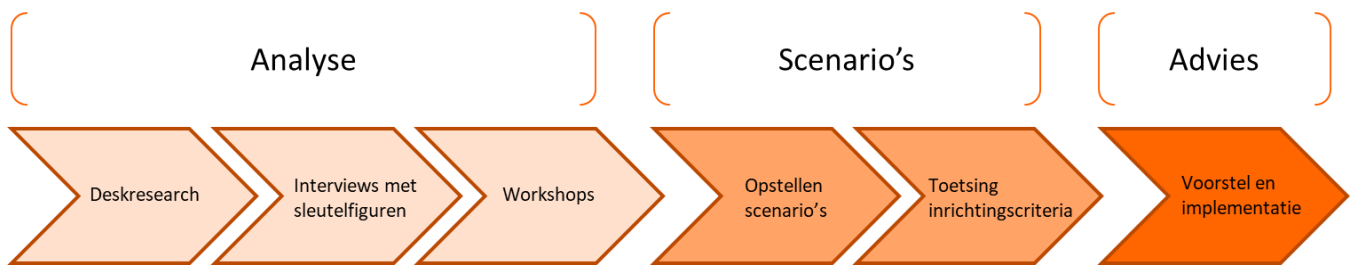 Analyse
Scenario’s
Advies
Deskresearch
Interviews met
sleutelfiguren
Workshops
Opstellen
scenario’s
Toetsing
inrichtingscriteria
Voorstel en
implementatie